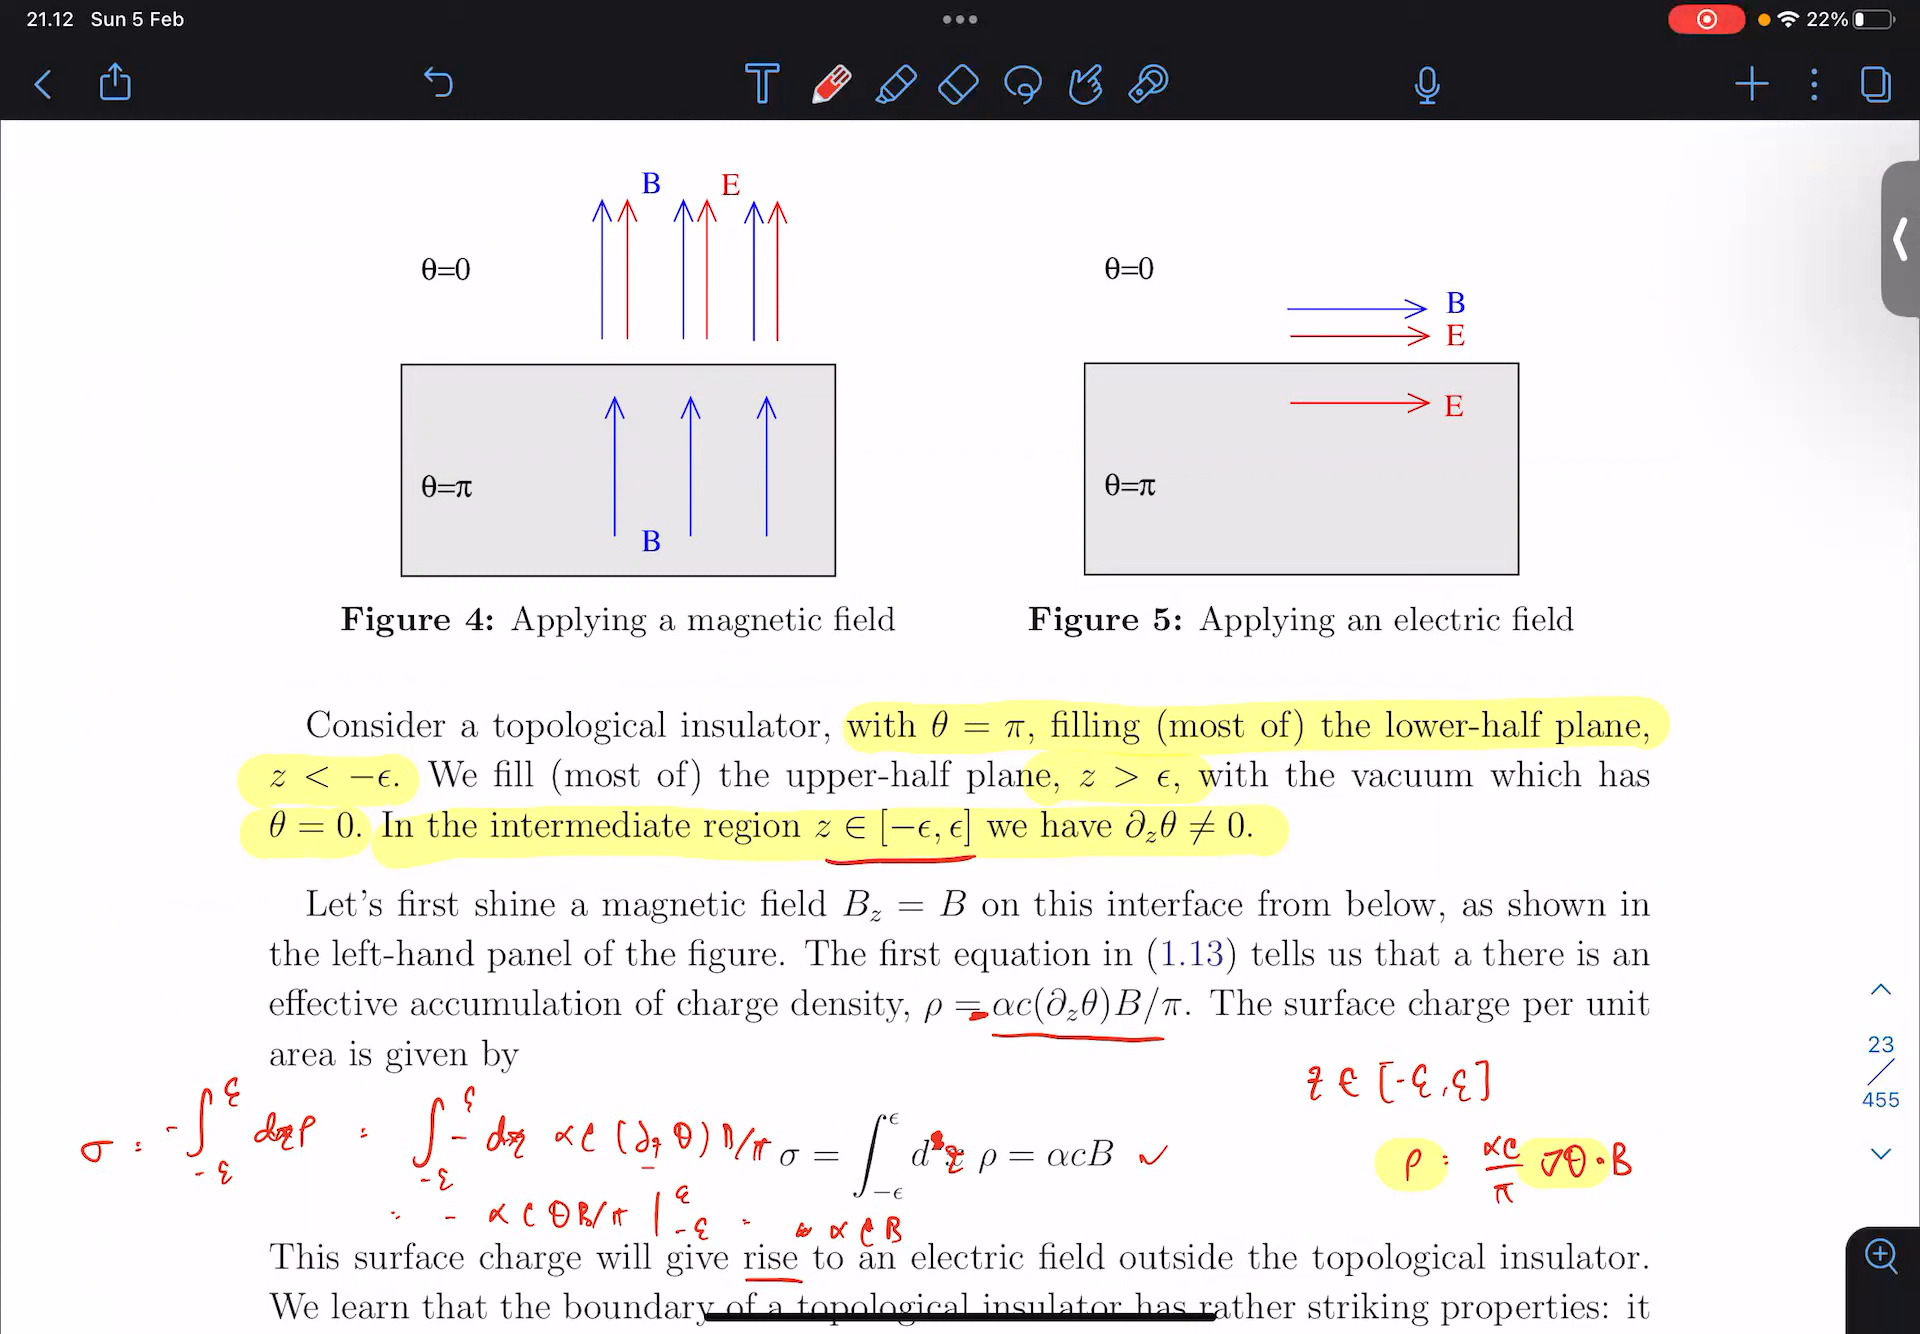 21.12 Sun 5 Feb
22%
T
B E
θ=0
θ=π
B
θ=0
B
E
E
θ=π
Figure 4: Applying a magnetic field
Figure 5: Applying an electric field
Consider a topological insulator, with θ = π, filling (most of) the lower-half plane,
z < −ϵ. We fill (most of) the upper-half plane, z > ϵ, with the vacuum which has
θ = 0. In the intermediate region z ∈ [−ϵ, ϵ] we have ∂zθ ≠ 0.
Let's first shine a magnetic field Bz = B on this interface from below, as shown in
the left-hand panel of the figure. The first equation in (1.13) tells us that a there is an
effective accumulation of charge density, ρ = αc(∂zθ)B/π. The surface charge per unit
area is given by
z ∈ [-ε, ε]
σ = -∫_{-ε}^{ε} dz ρ = ∫_{-ε}^{ε} - dz αc (∂zθ) B/π
σ = ∫_{−ϵ}^{ϵ} d z ρ = αcB ✓
ρ = αc/π ∇θ·B
= - αcθB/π |_{-ε}^{ε} = αcB
This surface charge will give rise to an electric field outside the topological insulator.
We learn that the boundary of a topological insulator has rather striking properties: it
23
/
455